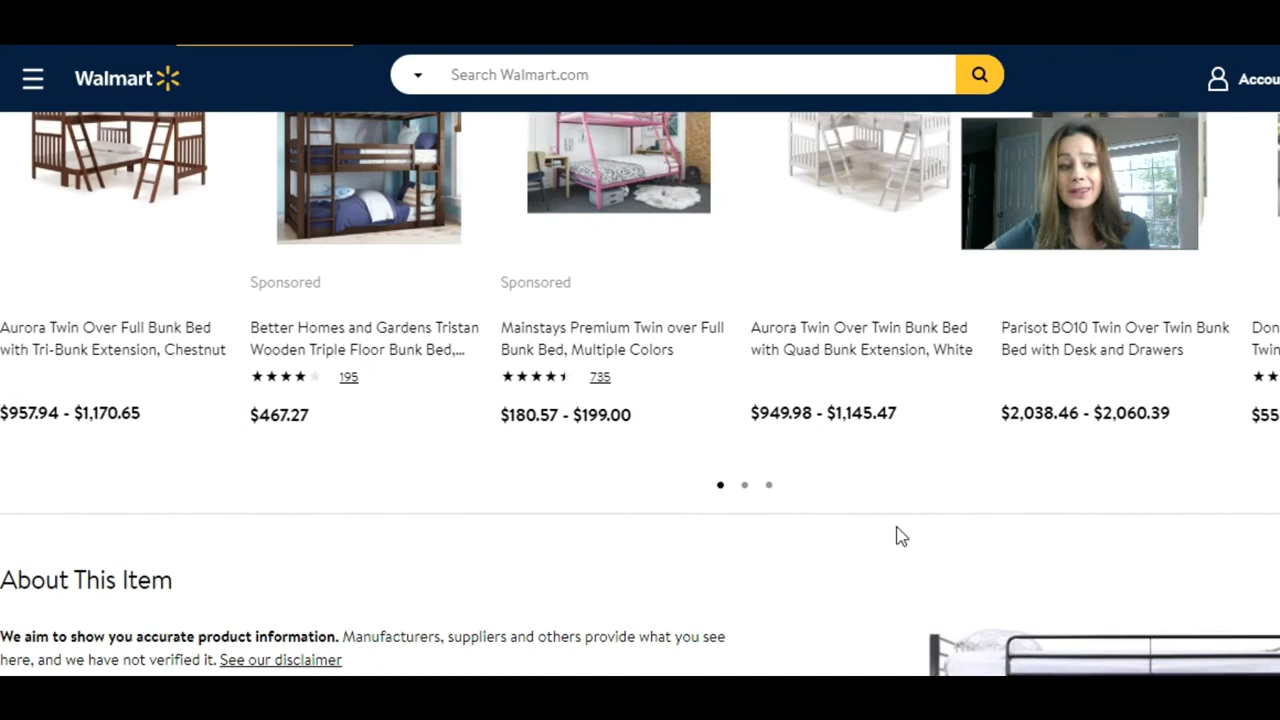 Walmart
Search Walmart.com
Accou
Sponsored
Sponsored
Aurora Twin Over Full Bunk Bed
with Tri-Bunk Extension, Chestnut
Better Homes and Gardens Tristan
Wooden Triple Floor Bunk Bed,...
195
$467.27
Mainstays Premium Twin over Full
Bunk Bed, Multiple Colors
735
$180.57 - $199.00
Aurora Twin Over Twin Bunk Bed
with Quad Bunk Extension, White
Parisot BO10 Twin Over Twin Bunk
Bed with Desk and Drawers
Don
Twin
$957.94 - $1,170.65
$949.98 - $1,145.47
$2,038.46 - $2,060.39
$55
About This Item
We aim to show you accurate product information. Manufacturers, suppliers and others provide what you see
here, and we have not verified it. See our disclaimer